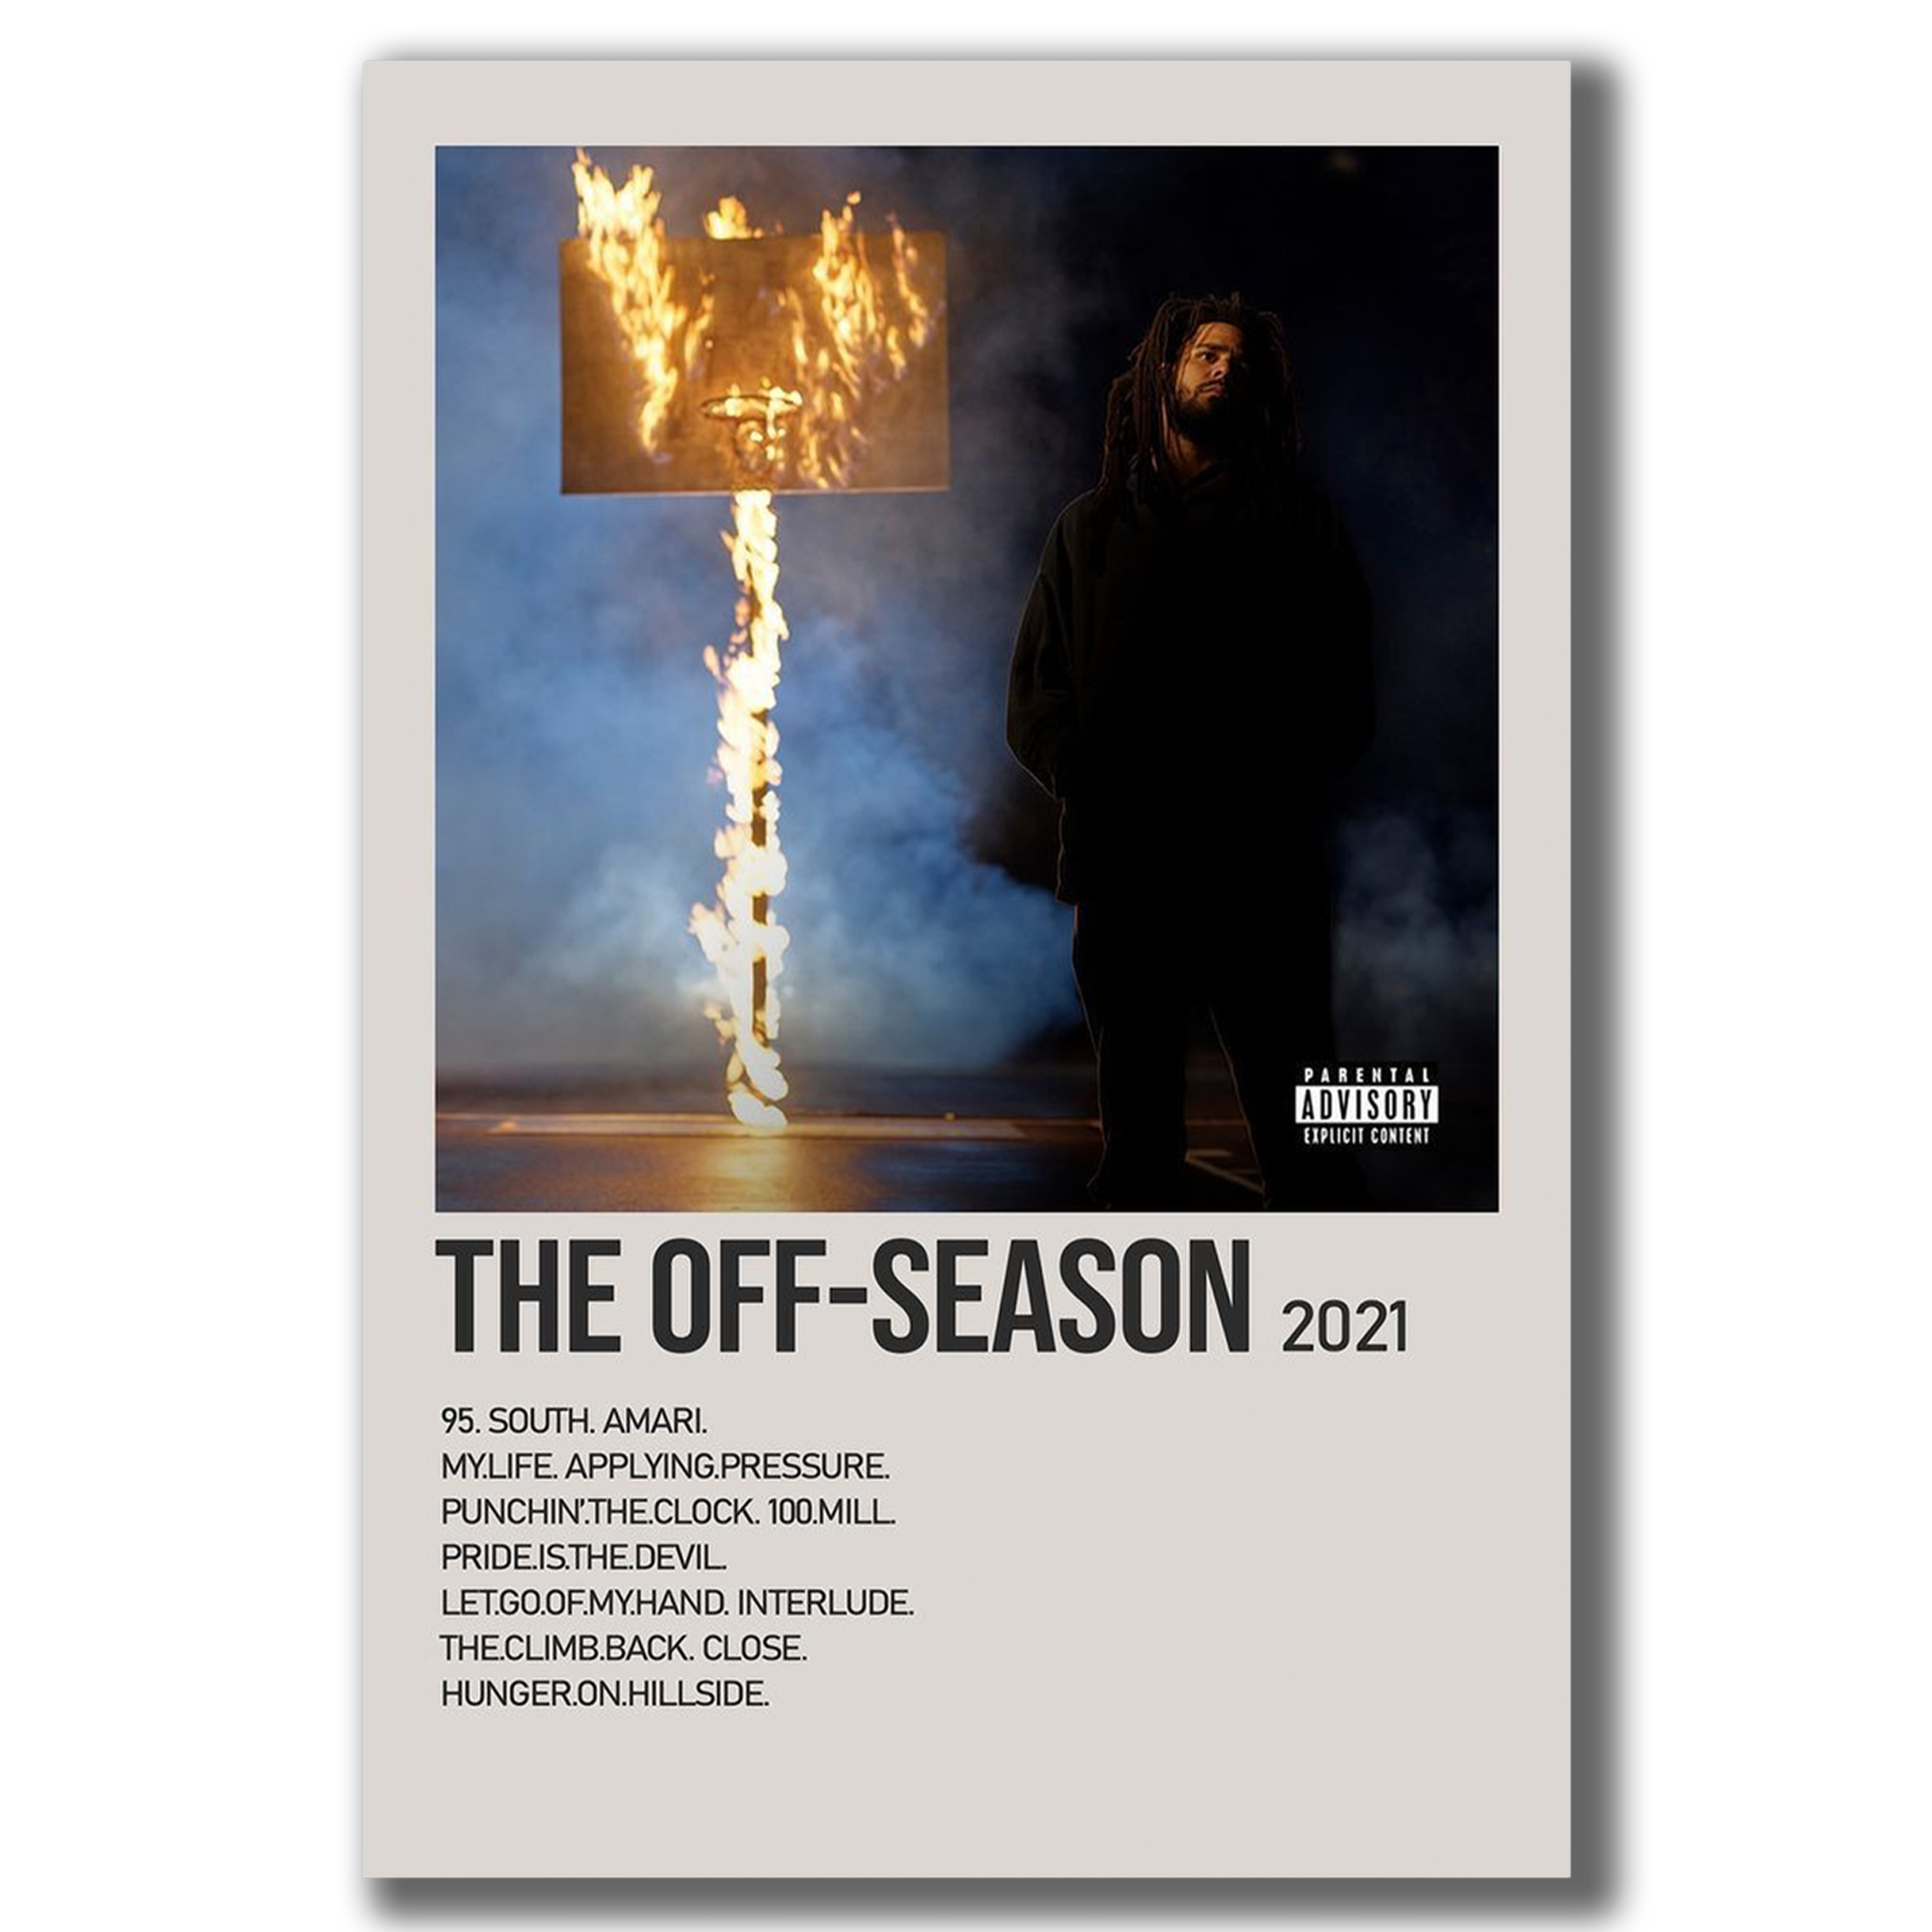 PARENTAL
ADVISORY
EXPLICIT CONTENT
THE OFF-SEASON 2021
95. SOUTH. AMARI.
MY.LIFE. APPLYING.PRESSURE.
PUNCHIN'.THE.CLOCK. 100.MILL.
PRIDE.IS.THE.DEVIL.
LET.GO.OF.MY.HAND. INTERLUDE.
THE.CLIMB.BACK. CLOSE.
HUNGER.ON.HILLSIDE.